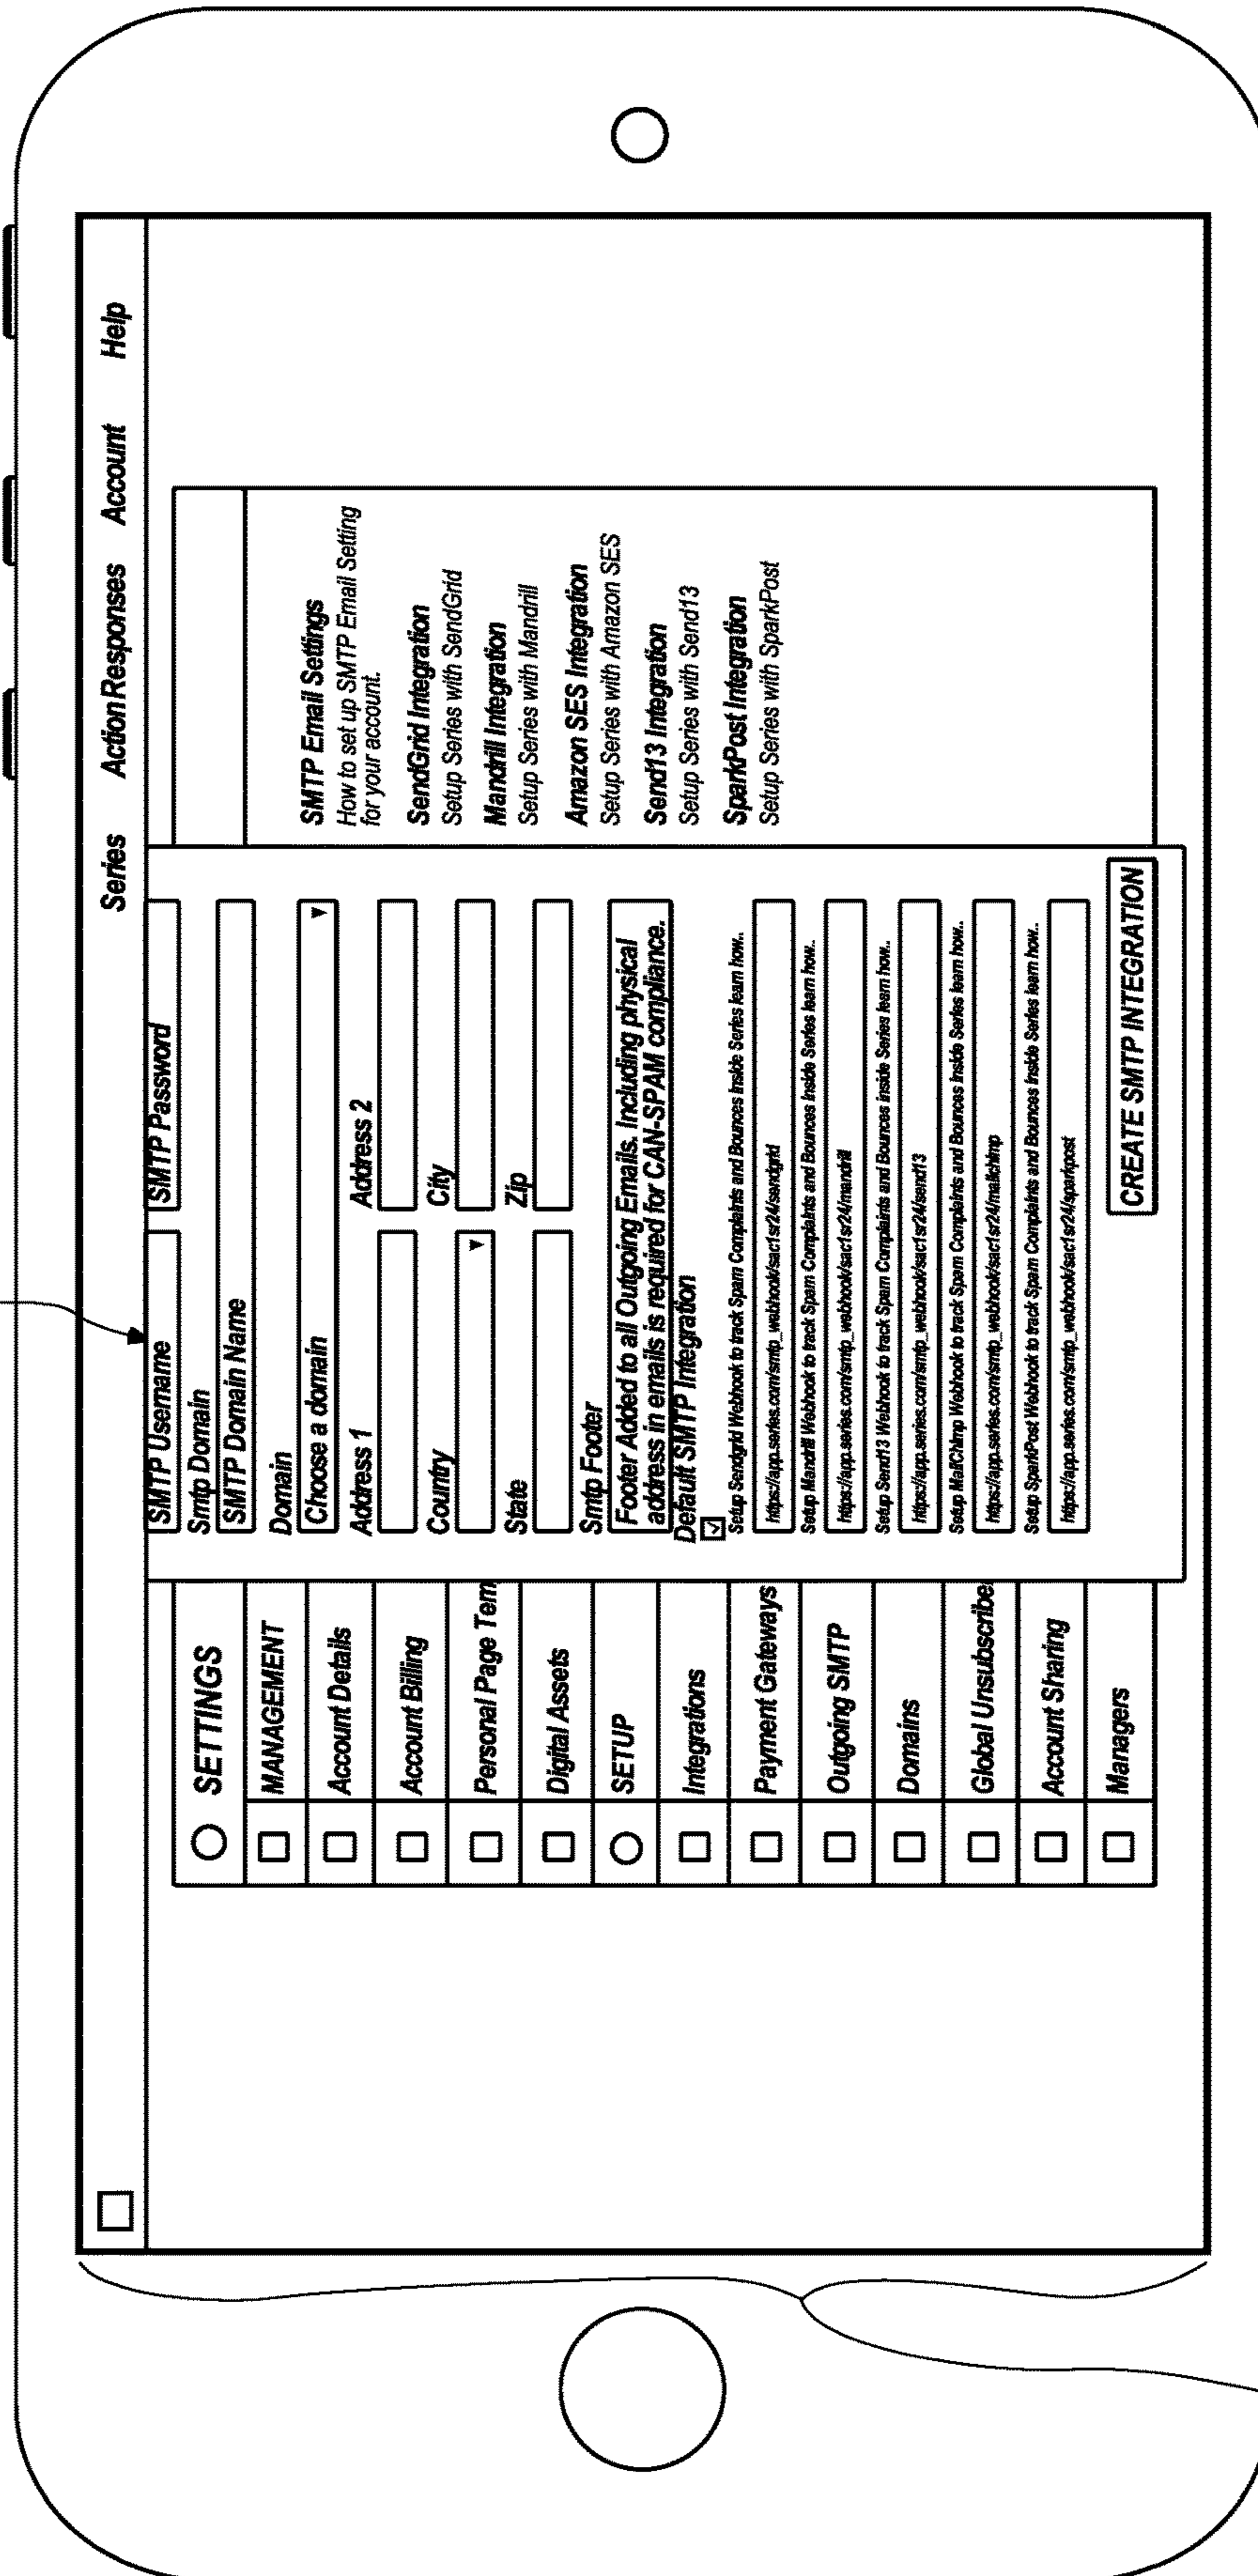 Series ActionResponses Account Help
SETTINGS
MANAGEMENT
Account Details
Account Billing
Personal Page Tem
Digital Assets
SETUP
Integrations
Payment Gateways
Outgoing SMTP
Domains
Global Unsubscribe
Account Sharing
Managers
SMTP Username SMTP Password
Smtp Domain
SMTP Domain Name
Domain
Choose a domain
Address 1 Address 2
Country City
State Zip
Smtp Footer
Footer Added to all Outgoing Emails. Including physical
address in emails is required for CAN-SPAM compliance.
Default SMTP Integration
Setup Sendgrid Webhook to track Spam Complaints and Bounces Inside Series learn how..
https://app.series.com/smtp_webhook/sac1sr24/sendgrid
Setup Mandrill Webhook to track Spam Complaints and Bounces Inside Series learn how..
https://app.series.com/smtp_webhook/sac1sr24/mandrill
Setup Send13 Webhook to track Spam Complaints and Bounces Inside Series learn how..
https://app.series.com/smtp_webhook/sac1sr24/send13
Setup MailChimp Webhook to track Spam Complaints and Bounces Inside Series learn how..
https://app.series.com/smtp_webhook/sac1sr24/mailchimp
Setup SparkPost Webhook to track Spam Complaints and Bounces Inside Series learn how..
https://app.series.com/smtp_webhook/sac1sr24/sparkpost
CREATE SMTP INTEGRATION
SMTP Email Settings
How to set up SMTP Email Setting
for your account.
SendGrid Integration
Setup Series with SendGrid
Mandrill Integration
Setup Series with Mandrill
Amazon SES Integration
Setup Series with Amazon SES
Send13 Integration
Setup Series with Send13
SparkPost Integration
Setup Series with SparkPost